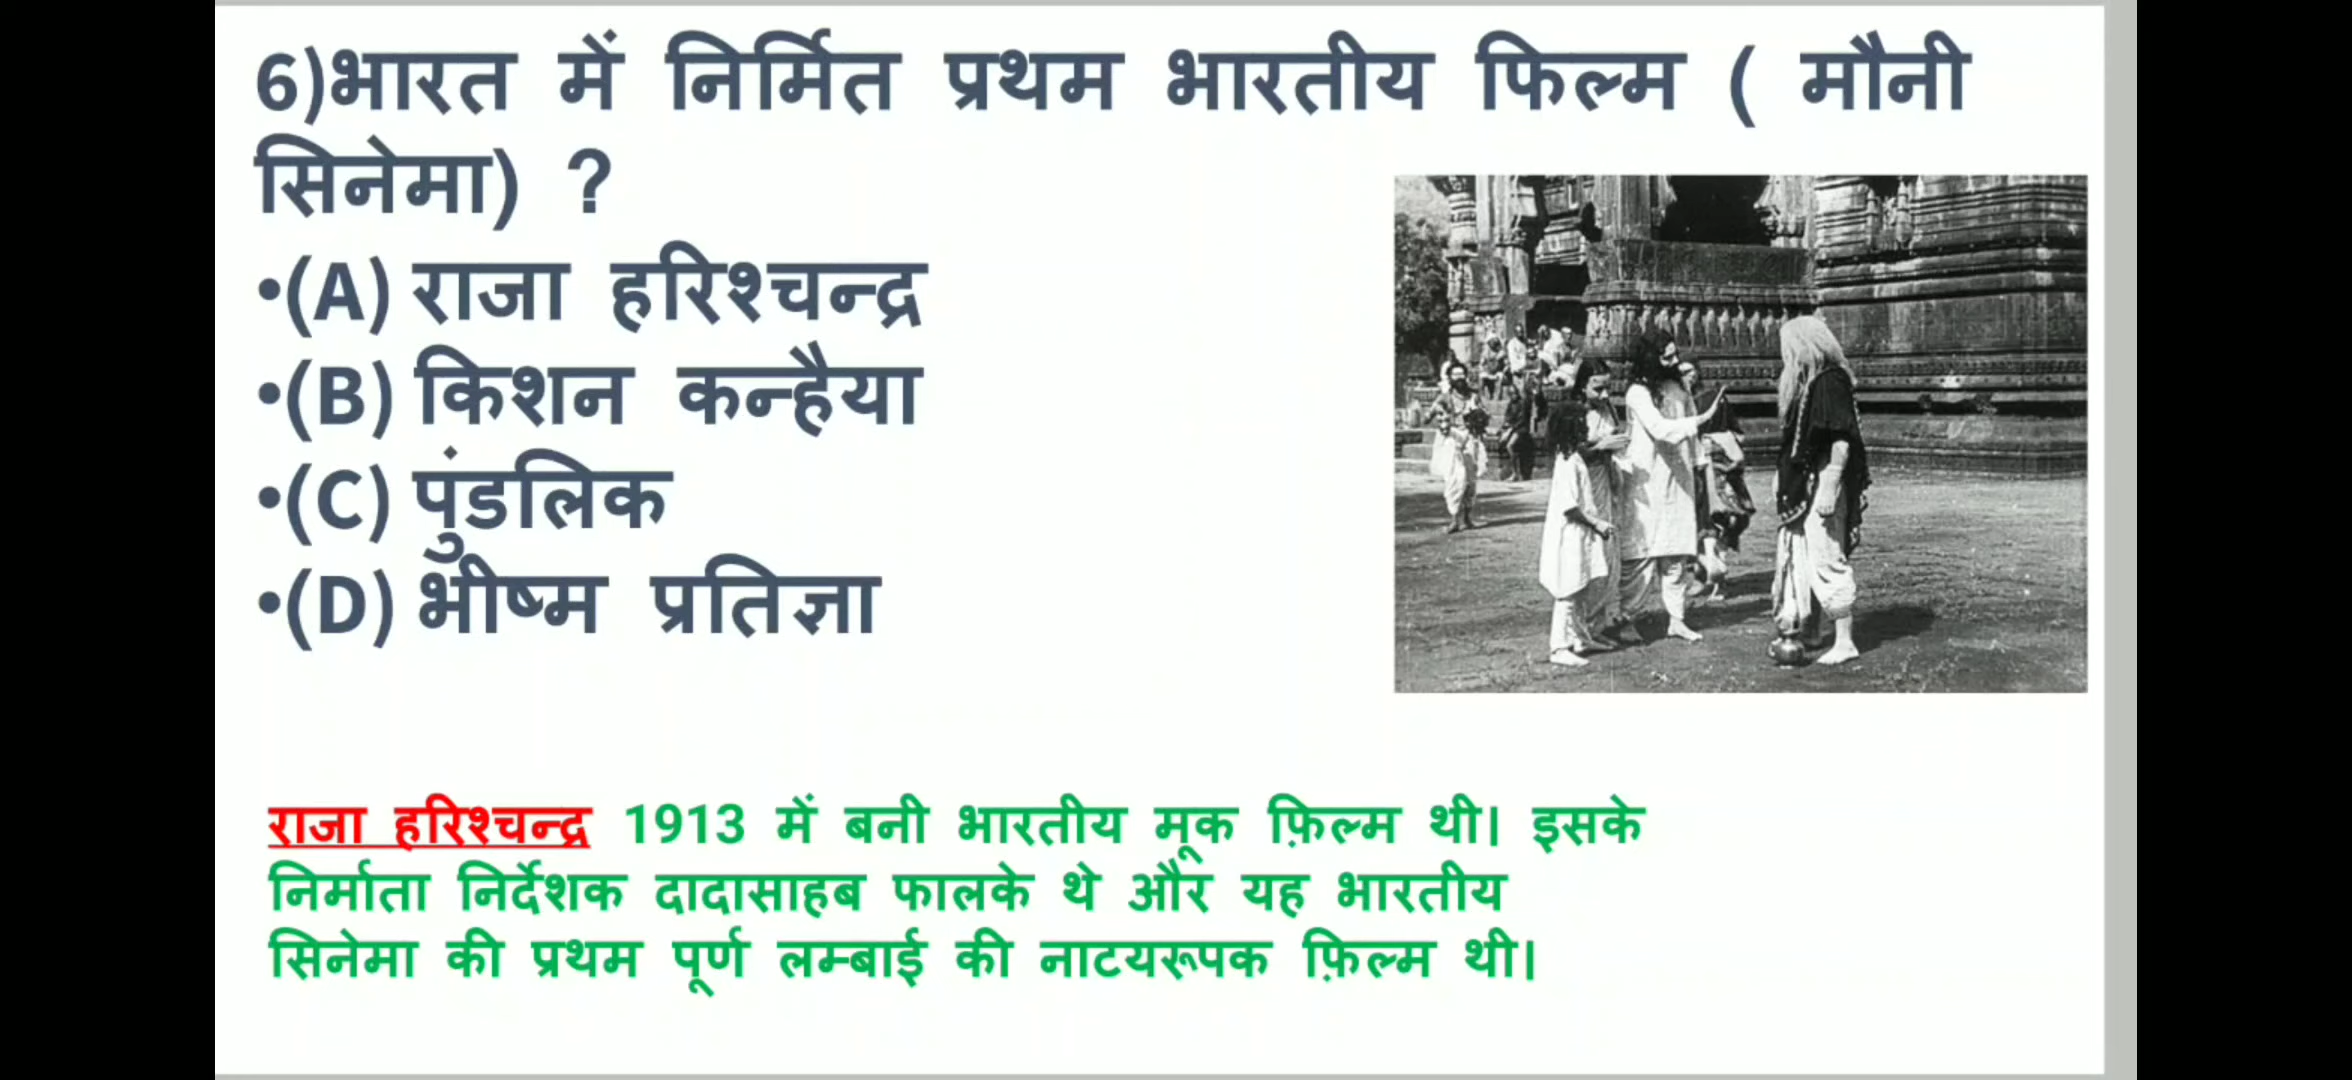 6)भारत में निर्मित प्रथम भारतीय फिल्म ( मौनी
सिनेमा) ?
•(A) राजा हरिश्चन्द्र
•(B) किशन कन्हैया
•(C) पुंडलिक
•(D) भीष्म प्रतिज्ञा
राजा हरिश्चन्द्र 1913 में बनी भारतीय मूक फ़िल्म थी। इसके
निर्माता निर्देशक दादासाहब फालके थे और यह भारतीय
सिनेमा की प्रथम पूर्ण लम्बाई की नाटयरूपक फ़िल्म थी।